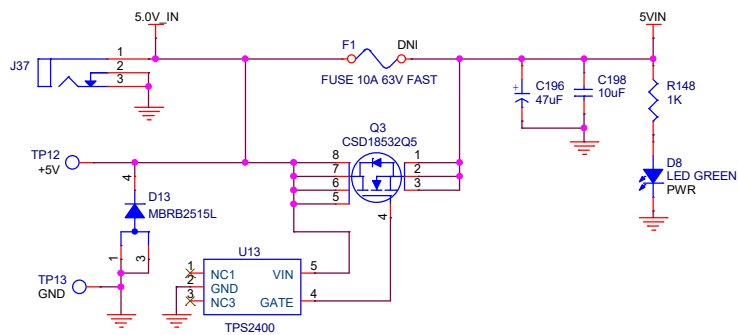 5.0V_IN
5VIN
J37
1
2
3
F1
DNI
FUSE 10A 63V FAST
C196
47uF
C198
10uF
R148
1K
Q3
CSD18532Q5
8
7
6
5
1
2
3
4
TP12
+5V
4
D13
MBRB2515L
1
3
D8
LED GREEN
PWR
TP13
GND
U13
1
NC1
VIN
5
2
GND
3
NC3
GATE
4
TPS2400
+